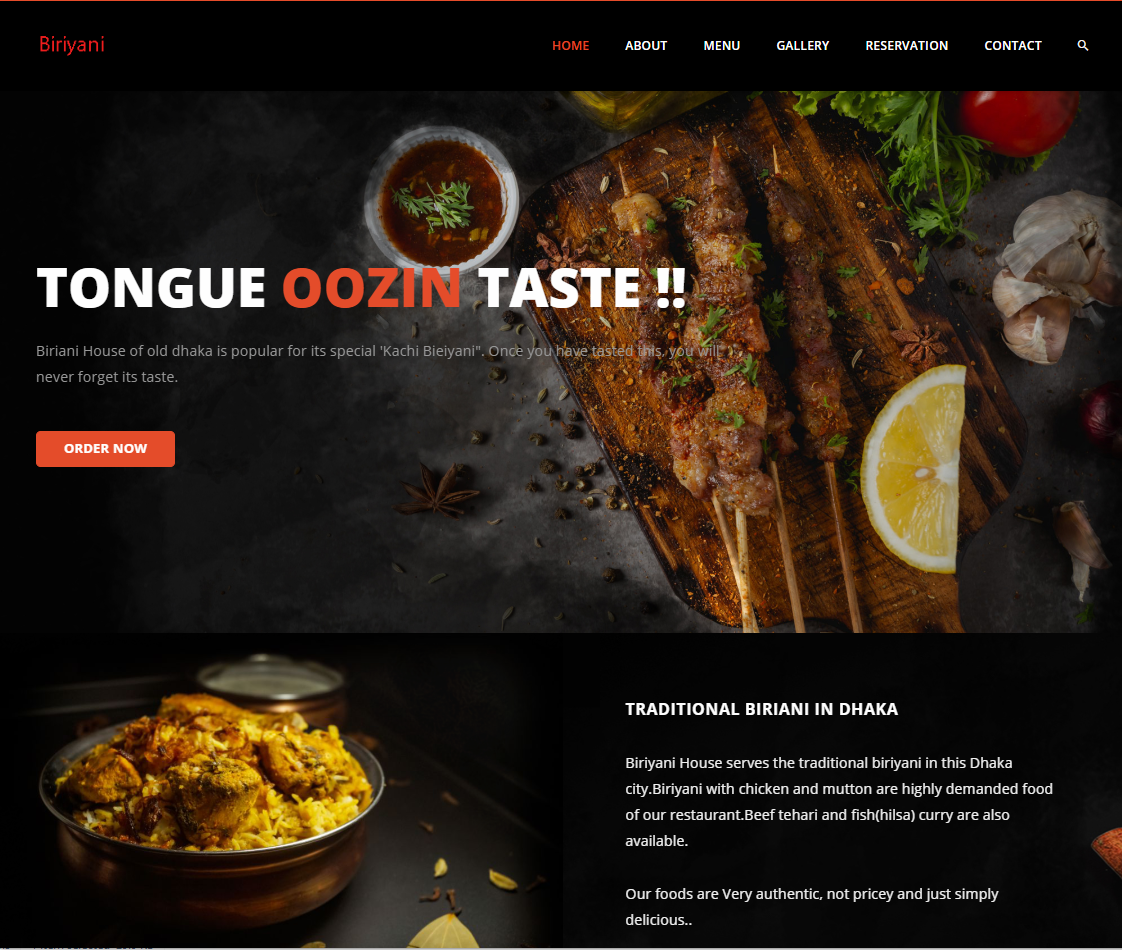 Biriyani
HOME ABOUT MENU GALLERY RESERVATION CONTACT
TONGUE OOZIN TASTE !!
Biriani House of old dhaka is popular for its special 'Kachi Bieiyani". Once you have tasted this, you will
never forget its taste.
ORDER NOW
TRADITIONAL BIRIANI IN DHAKA
Biriyani House serves the traditional biriyani in this Dhaka
city.Biriyani with chicken and mutton are highly demanded food
of our restaurant.Beef tehari and fish(hilsa) curry are also
available.
Our foods are Very authentic, not pricey and just simply
delicious..